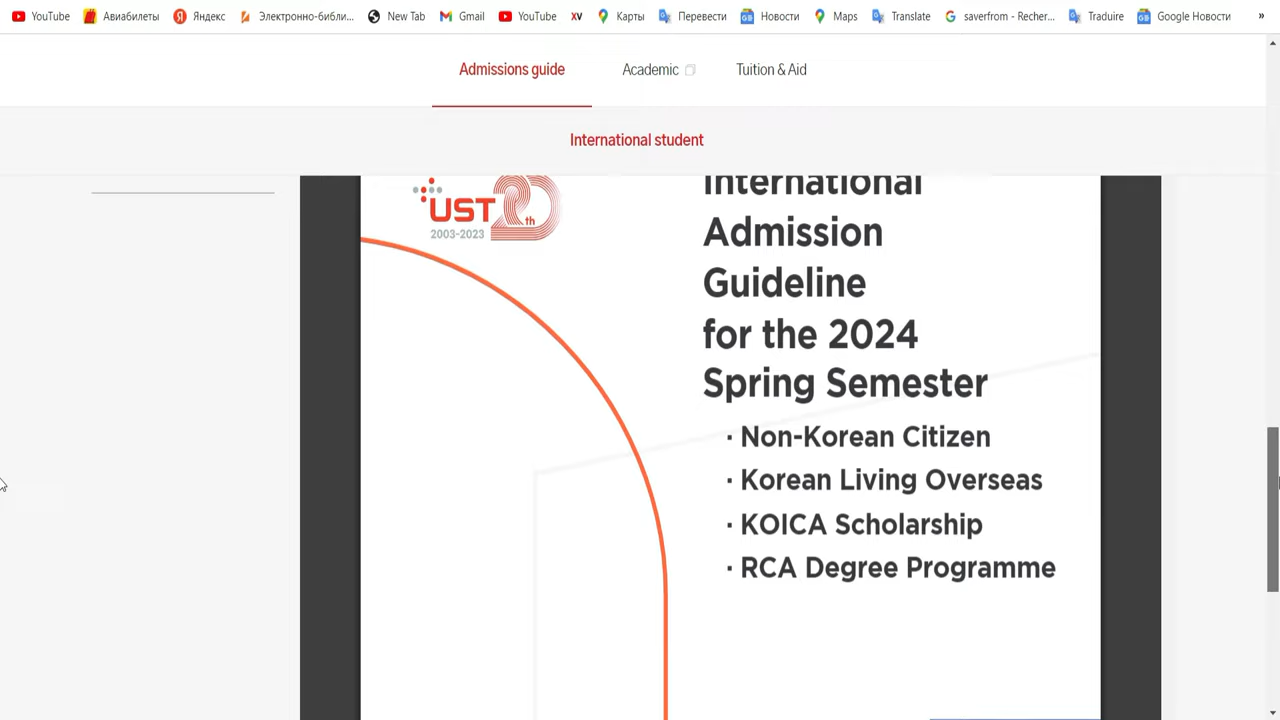 YouTube Авиабилеты Яндекс Электронно-библи... New Tab Gmail YouTube XV Карты Перевести Новости Maps Translate saverfrom - Recher... Traduire Google Новости »
Admissions guide Academic Tuition & Aid
International student
UST 20th
2003-2023
International
Admission
Guideline
for the 2024
Spring Semester
· Non-Korean Citizen
· Korean Living Overseas
· KOICA Scholarship
· RCA Degree Programme